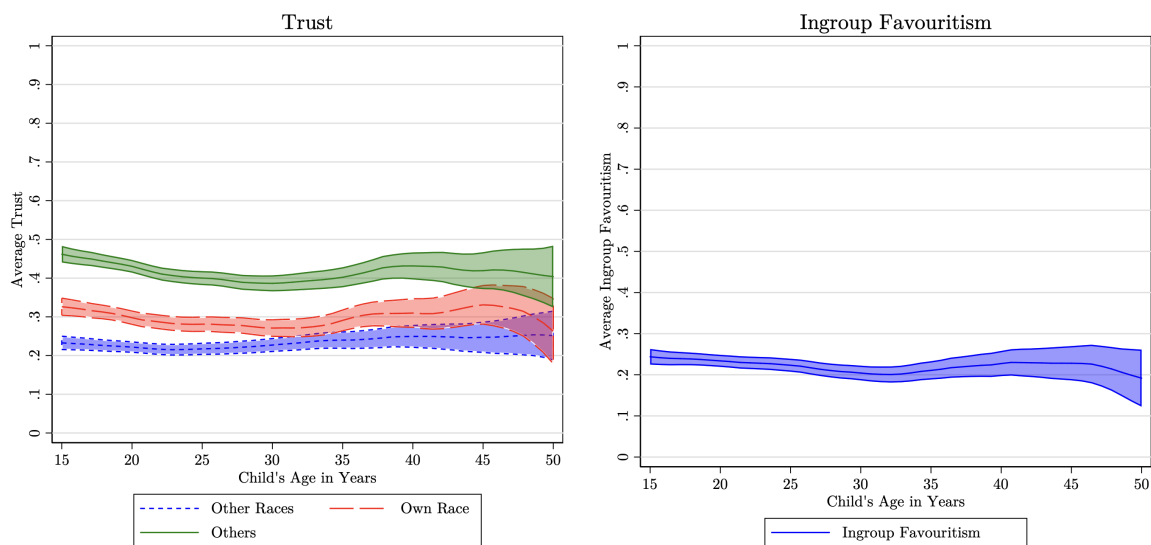 Trust
Average Trust
1
.9
.8
.7
.6
.5
.4
.3
.2
.1
0
15 20 25 30 35 40 45 50
Child's Age in Years
Other Races Own Race
Others
Ingroup Favouritism
Average Ingroup Favouritism
1
.9
.8
.7
.6
.5
.4
.3
.2
.1
0
15 20 25 30 35 40 45 50
Child's Age in Years
Ingroup Favouritism